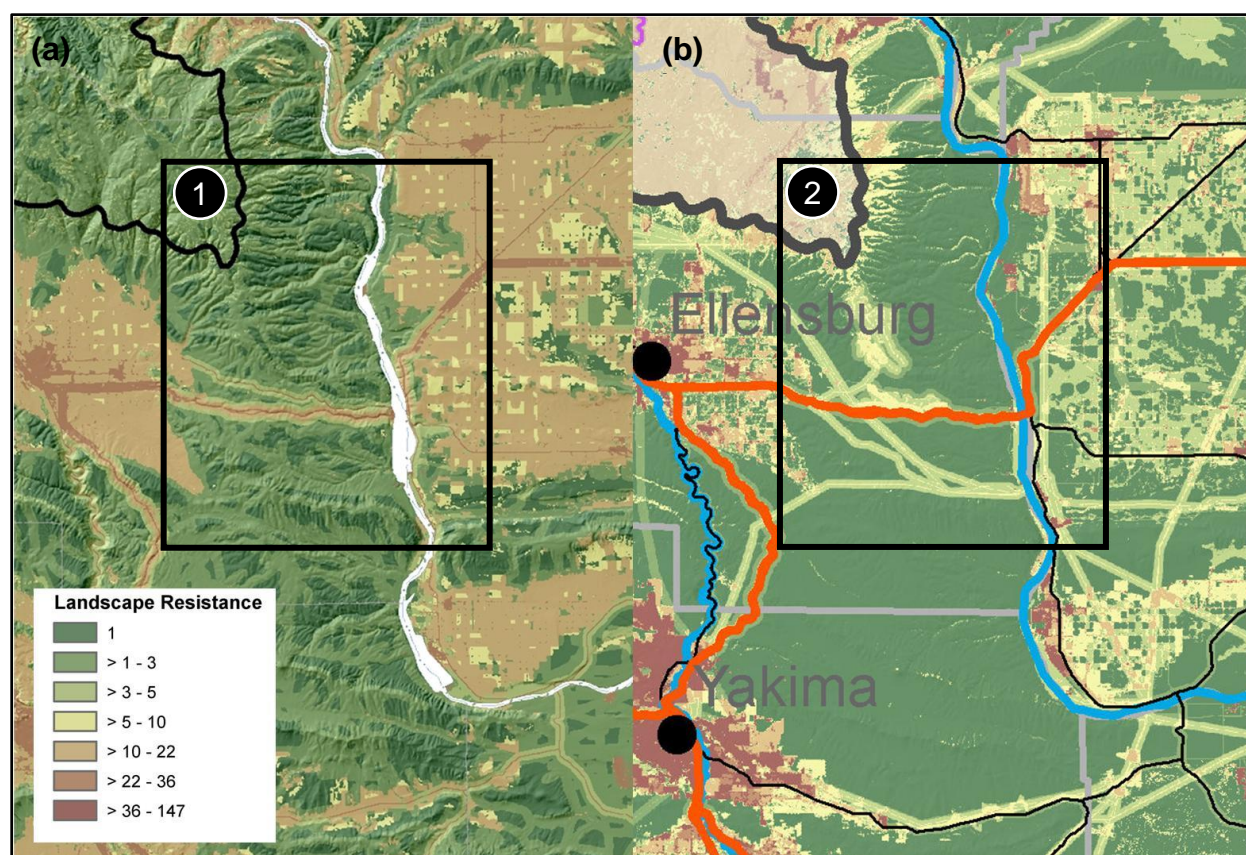 (a)
(b)
1
2
Ellensburg
Yakima
Landscape Resistance
1
> 1 - 3
> 3 - 5
> 5 - 10
> 10 - 22
> 22 - 36
> 36 - 147